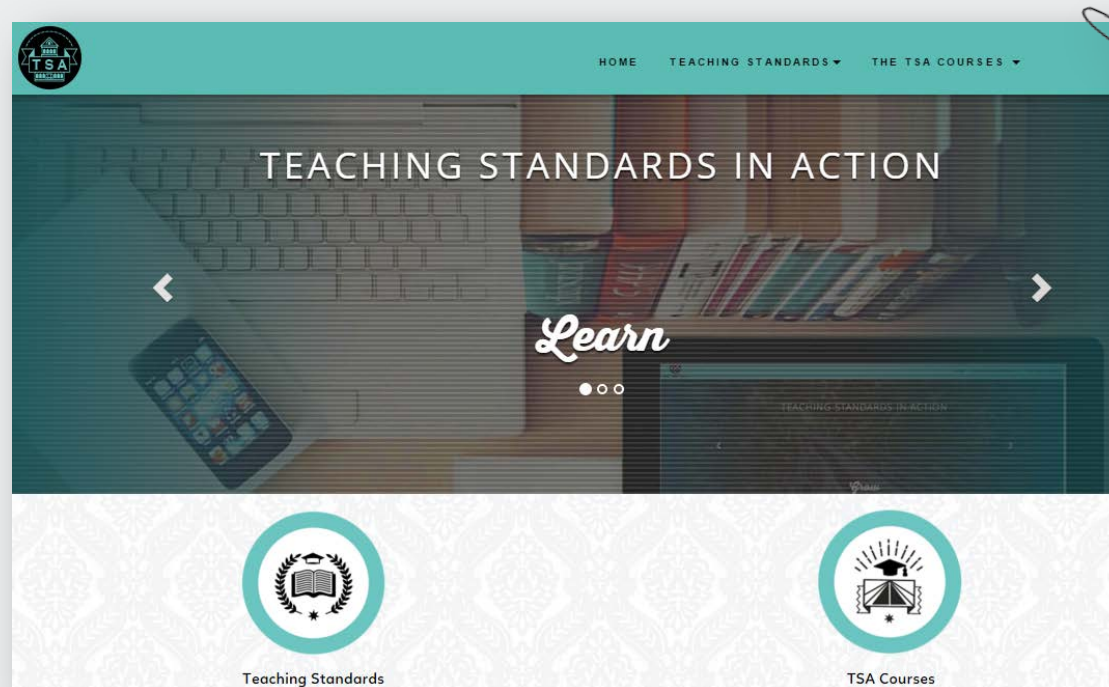 TSA
HOME TEACHING STANDARDS THE TSA COURSES
TEACHING STANDARDS IN ACTION
Learn
TEACHING STANDARDS IN ACTION
Grow
Teaching Standards
TSA Courses